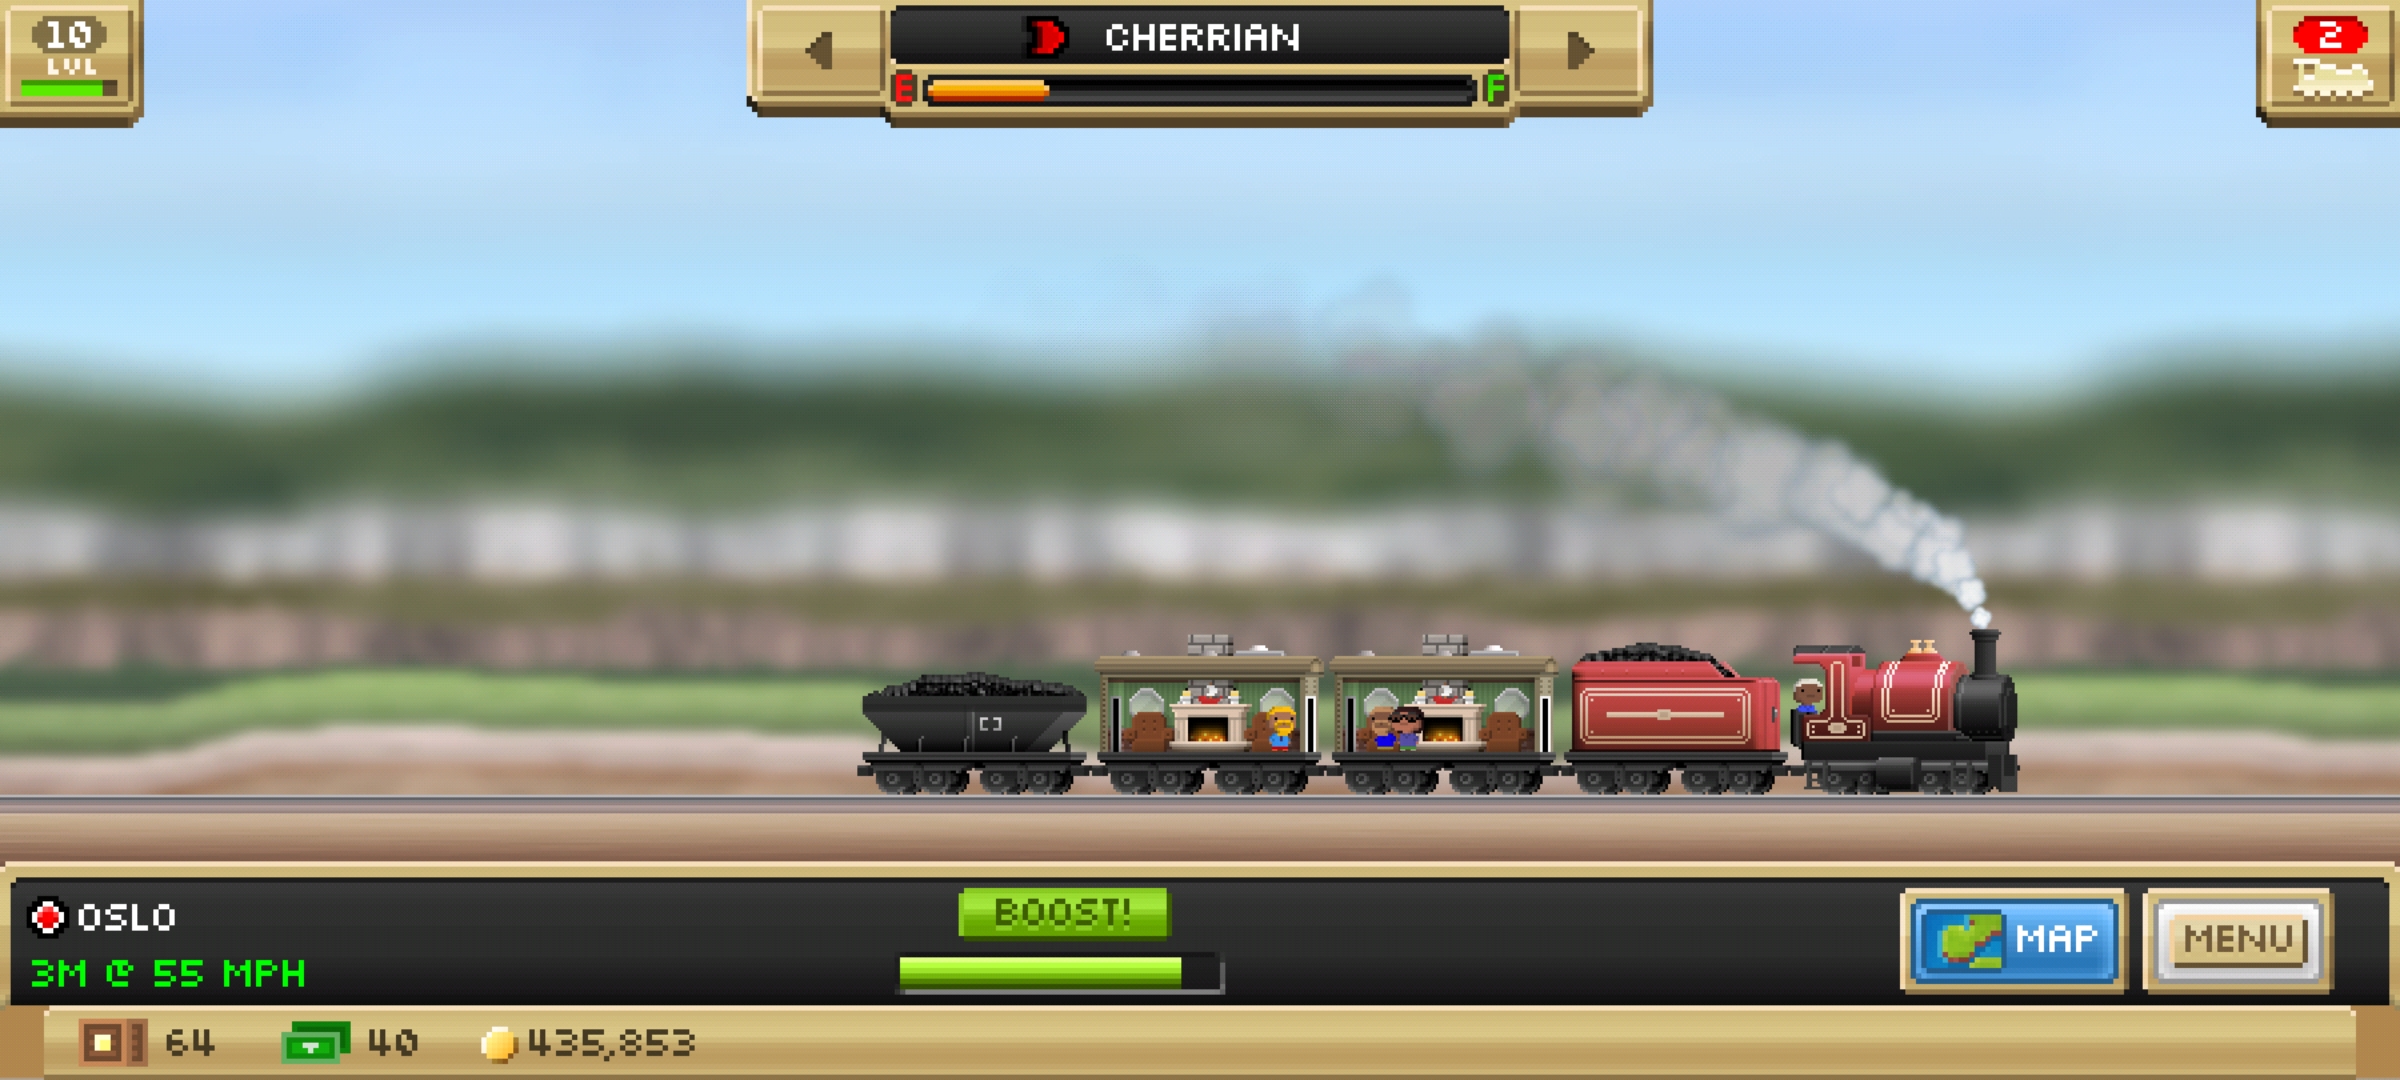 10
LVL
CHERRIAN
E F
2
OSLO
3M @ 55 MPH
BOOST!
MAP
MENU
64
40
435,853